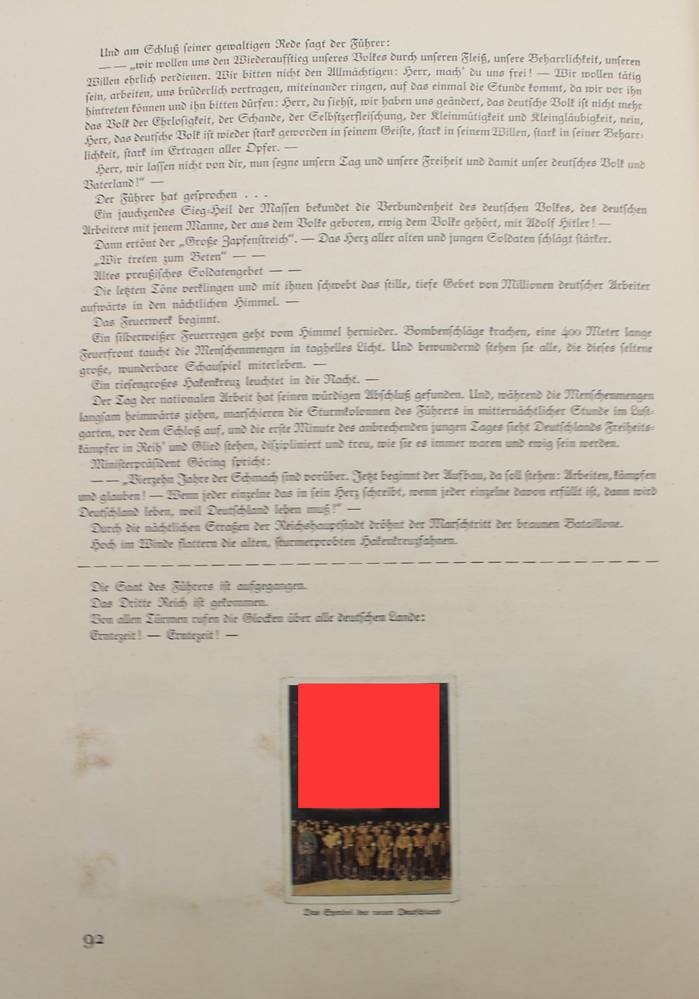 Und am Schluß seiner gewaltigen Rede sagt der Führer:
— — „wir wollen uns den Wiederaufstieg unseres Volkes durch unseren Fleiß, unsere Beharrlichkeit, unseren
Willen ehrlich verdienen. Wir bitten nicht den Allmächtigen: Herr, mach' du uns frei! — Wir wollen tätig
sein, arbeiten, uns brüderlich vertragen, miteinander ringen, auf das einmal die Stunde kommt, da wir vor ihn
hintreten können und ihn bitten dürfen: Herr, du siehst, wir haben uns geändert, das deutsche Volk ist nicht mehr
das Volk der Ehrlosigkeit, der Schande, der Selbstzerfleischung, der Kleinmütigkeit und Kleingläubigkeit, nein,
Herr, das deutsche Volk ist wieder stark geworden in seinem Geiste, stark in seinem Willen, stark in seiner Beharr-
lichkeit, stark im Ertragen aller Opfer. —
Herr, wir lassen nicht von dir, nun segne unsern Tag und unsere Freiheit und damit unser deutsches Volk und
Vaterland!" —
Der Führer hat gesprochen . . .
Ein jauchzendes Sieg-Heil der Massen bekundet die Verbundenheit des deutschen Volkes, des deutschen
Arbeiters mit jenem Manne, der aus dem Volke geboren, ewig dem Volke gehört, mit Adolf Hitler! —
Dann ertönt der „Große Zapfenstreich". — Das Herz aller alten und jungen Soldaten schlägt stärker.
„Wir treten zum Beten" — —
Altes preußisches Soldatengebet — —
Die letzten Töne verklingen und mit ihnen schwebt das stille, tiefe Gebet von Millionen deutscher Arbeiter
aufwärts in den nächtlichen Himmel. —
Das Feuerwerk beginnt.
Ein silberweißer Feuerregen geht vom Himmel hernieder. Bombenschläge krachen, eine 400 Meter lange
Feuerfront taucht die Menschenmengen in taghelles Licht. Und bewundernd stehen sie alle, die dieses seltene
große, wunderbare Schauspiel miterleben. —
Ein riesengroßes Hakenkreuz leuchtet in die Nacht. —
Der Tag der nationalen Arbeit hat seinen würdigen Abschluß gefunden. Und, während die Menschenmengen
langsam heimwärts ziehen, marschieren die Sturmkolonnen des Führers in mitternächtlicher Stunde im Lust-
garten, vor dem Schloß auf, und die erste Minute des anbrechenden jungen Tages sieht Deutschlands Freiheits-
kämpfer in Reih' und Glied stehen, diszipliniert und treu, wie sie es immer waren und ewig sein werden.
Ministerpräsident Göring spricht:
— — „Vierzehn Jahre der Schmach sind vorüber. Jetzt beginnt der Aufbau, da soll stehen: Arbeiten, kämpfen
und glauben! — Wenn jeder einzelne das in sein Herz schreibt, wenn jeder einzelne davon erfüllt ist, dann wird
Deutschland leben, weil Deutschland leben muß!" —
Durch die nächtlichen Straßen der Reichshauptstadt dröhnt der Marschtritt der braunen Bataillone.
Hoch im Winde flattern die alten, sturmerprobten Hakenkreuzfahnen.
Die Saat des Führers ist aufgegangen.
Das Dritte Reich ist gekommen.
Von allen Türmen rufen die Glocken über alle deutschen Lande:
Erntezeit! — Erntezeit! —
Das Symbol des neuen Deutschland
92